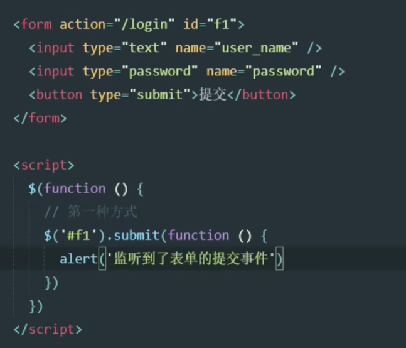 <form action="/login" id="f1">
<input type="text" name="user_name" />
<input type="password" name="password" />
<button type="submit">提交</button>
</form>
<script>
$(function () {
// 第一种方式
$('#f1').submit(function () {
alert('监听到了表单的提交事件')
})
})
</script>